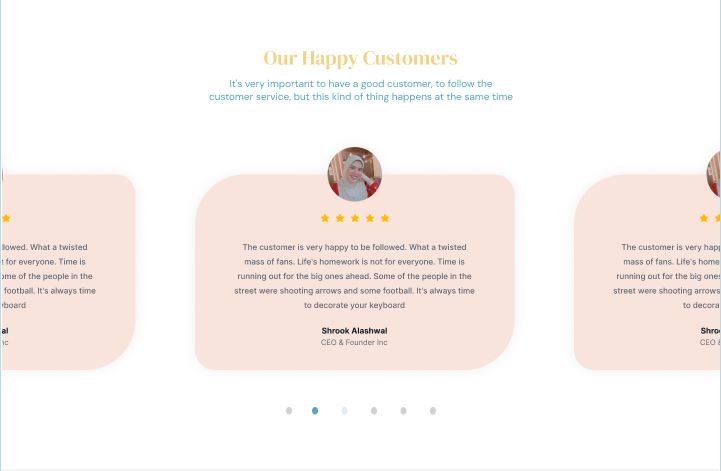 Our Happy Customers
It's very important to have a good customer, to follow the
customer service, but this kind of thing happens at the same time
lowed. What a twisted
t for everyone. Time is
ome of the people in the
football. It's always time
yboard
al
nc
The customer is very happy to be followed. What a twisted
mass of fans. Life's homework is not for everyone. Time is
running out for the big ones ahead. Some of the people in the
street were shooting arrows and some football. It's always time
to decorate your keyboard
Shrook Alashwal
CEO & Founder Inc
The customer is very happ
mass of fans. Life's home
running out for the big ones
street were shooting arrows
to decora
Shro
CEO &